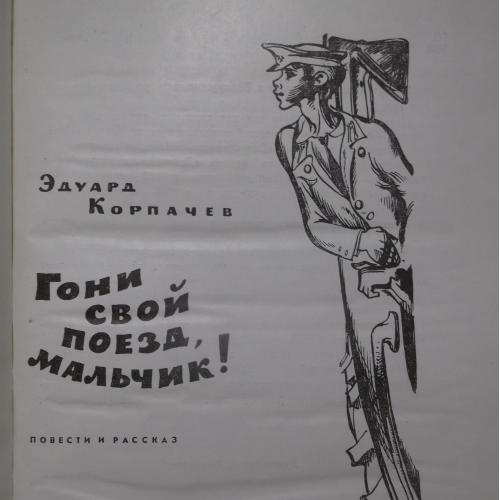 Эдуард
Корпачев
Гони
свой
поезд,
мальчик!
ПОВЕСТИ И РАССКАЗ